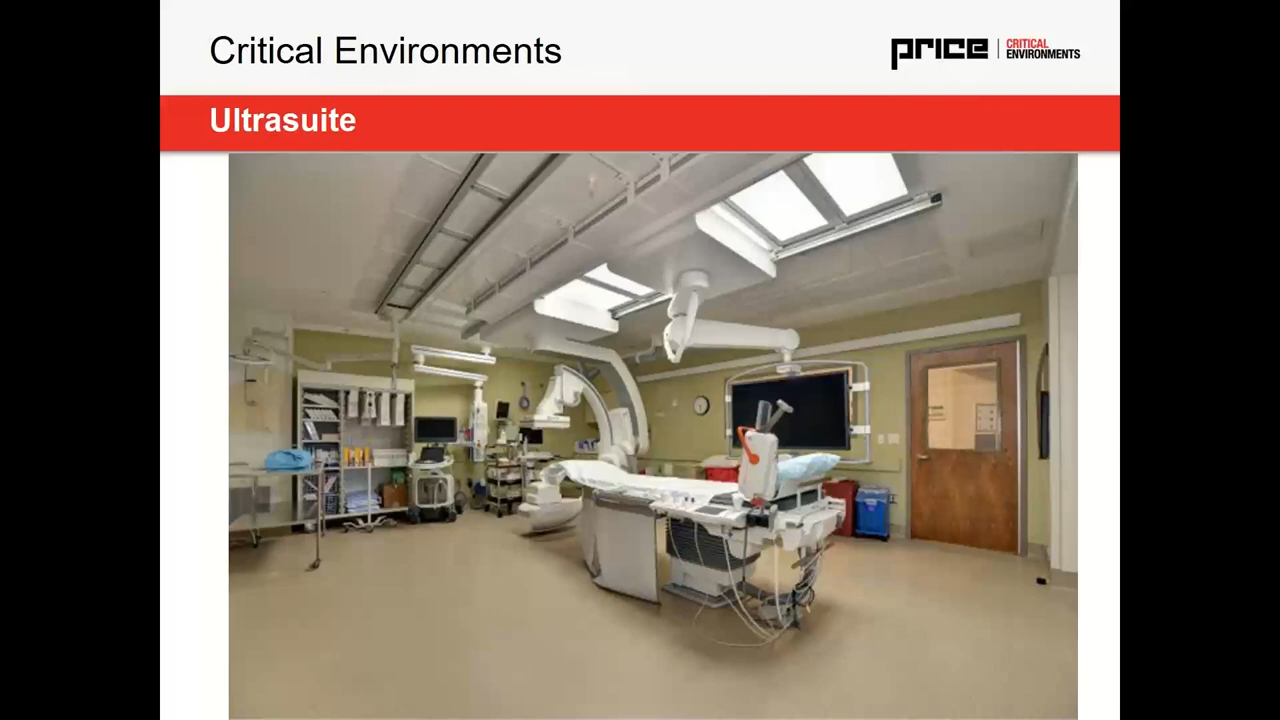 Critical Environments
price | CRITICAL
ENVIRONMENTS
Ultrasuite